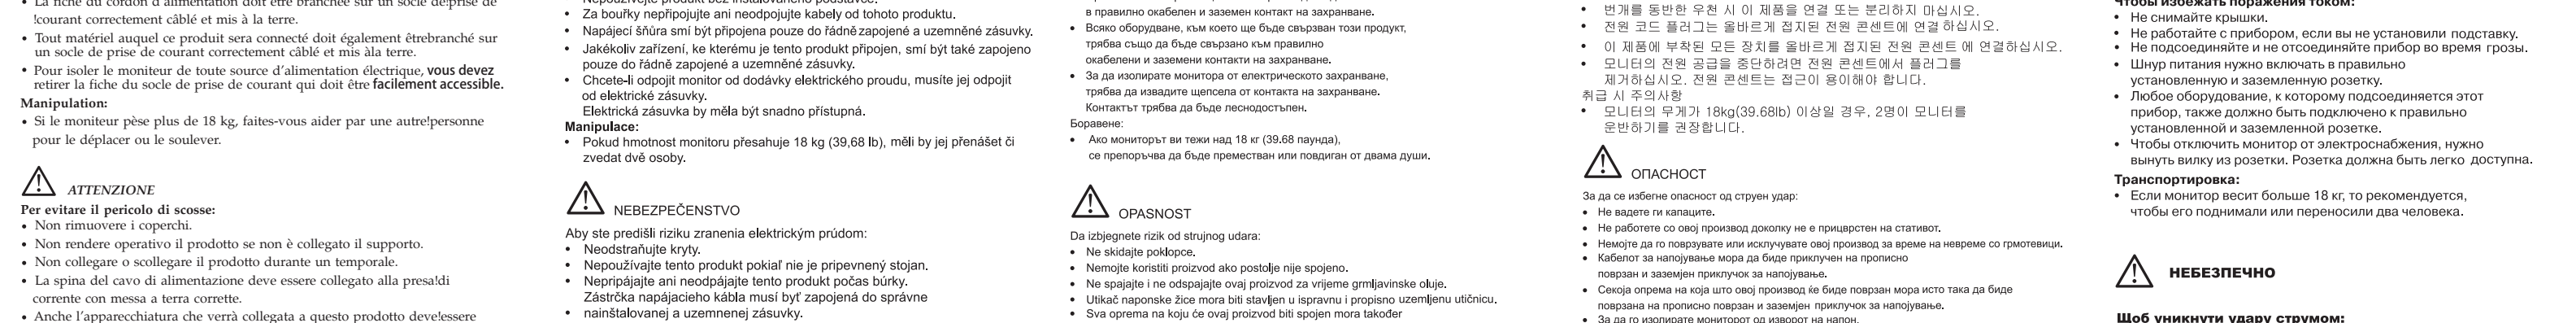 • La fiche du cordon d'alimentation doit être branchée sur un socle de!prise de
!courant correctement câblé et mis à la terre.
• Tout matériel auquel ce produit sera connecté doit également êtrebranché sur
un socle de prise de courant correctement câblé et mis àla terre.
• Pour isoler le moniteur de toute source d'alimentation électrique, vous devez
retirer la fiche du socle de prise de courant qui doit être facilement accessible.
Manipulation:
• Si le moniteur pèse plus de 18 kg, faites-vous aider par une autre!personne
pour le déplacer ou le soulever.
ATTENZIONE
Per evitare il pericolo di scosse:
• Non rimuovere i coperchi.
• Non rendere operativo il prodotto se non è collegato il supporto.
• Non collegare o scollegare il prodotto durante un temporale.
• La spina del cavo di alimentazione deve essere collegato alla presa!di
corrente con messa a terra corrette.
• Anche l'apparecchiatura che verrà collegata a questo prodotto deve!essere
Nepoužívejte produkt bez instalovaného podstavce.
• Za bouřky nepřipojujte ani neodpojujte kabely od tohoto produktu.
• Napájecí šňůra smí být připojena pouze do řádně zapojené a uzemněné zásuvky.
• Jakékoliv zařízení, ke kterému je tento produkt připojen, smí být také zapojeno
pouze do řádně zapojené a uzemněné zásuvky.
• Chcete-li odpojit monitor od dodávky elektrického proudu, musíte jej odpojit
od elektrické zásuvky.
Elektrická zásuvka by měla být snadno přístupná.
Manipulace:
• Pokud hmotnost monitoru přesahuje 18 kg (39,68 lb), měli by jej přenášet či
zvedat dvě osoby.
NEBEZPEČENSTVO
Aby ste predišli riziku zranenia elektrickým prúdom:
• Neodstraňujte kryty.
• Nepoužívajte tento produkt pokiaľ nie je pripevnený stojan.
• Nepripájajte ani neodpájajte tento produkt počas búrky.
Zástrčka napájacieho kábla musí byť zapojená do správne
• nainštalovanej a uzemnenej zásuvky.
в правилно окабелен и заземен контакт на захранване.
• Всяко оборудване, към което ще бъде свързван този продукт,
трябва също да бъде свързано към правилно
окабелени и заземени контакти на захранване.
• За да изолирате монитора от електрическото захранване,
трябва да извадите щепсела от контакта на захранване.
Контактът трябва да бъде леснодостъпен.
Боравене:
• Ако мониторът ви тежи над 18 кг (39.68 паунда),
се препоръчва да бъде преместван или повдиган от двама души.
OPASNOST
Da izbjegnete rizik od strujnog udara:
• Ne skidajte poklopce.
• Nemojte koristiti proizvod ako postolje nije spojeno.
• Ne spajajte i ne odspajajte ovaj proizvod za vrijeme grmljavinske oluje.
• Utikač naponske žice mora biti stavljen u ispravnu i propisno uzemljenu utičnicu.
• Sva oprema na koju će ovaj proizvod biti spojen mora također
• 번개를 동반한 우천 시 이 제품을 연결 또는 분리하지 마십시오.
• 전원 코드 플러그는 올바르게 접지된 전원 콘센트에 연결하십시오.
• 이 제품에 부착된 모든 장치를 올바르게 접지된 전원 콘센트 에 연결하십시오.
• 모니터의 전원 공급을 중단하려면 전원 콘센트에서 플러그를
제거하십시오. 전원 콘센트는 접근이 용이해야 합니다.
취급 시 주의사항
• 모니터의 무게가 18kg(39.68lb) 이상일 경우, 2명이 모니터를
운반하기를 권장합니다.
ОПАСНОСТ
За да се избегне опасност од струен удар:
• Не вадете ги капаците.
• Не работете со овој производ доколку не е прицврстен на стативот.
• Немојте да го поврзувате или исклучувате овој производ за време на невреме со грмотевици.
• Кабелот за напојување мора да биде приклучен на прописно
поврзан и заземјен приклучок за напојување.
• Секоја опрема на која што овој производ ќе биде поврзан мора исто така да биде
поврзана на прописно поврзан и заземјен приклучок за напојување.
• За да го изолирате мониторот од изворот на напон,
Чтобы избежать поражения током:
• Не снимайте крышки.
• Не работайте с прибором, если вы не установили подставку.
• Не подсоединяйте и не отсоединяйте прибор во время грозы.
• Шнур питания нужно включать в правильно
установленную и заземленную розетку.
• Любое оборудование, к которому подсоединяется этот
прибор, также должно быть подключено к правильно
установленной и заземленной розетке.
• Чтобы отключить монитор от электроснабжения, нужно
вынуть вилку из розетки. Розетка должна быть легко доступна.
Транспортировка:
• Если монитор весит больше 18 кг, то рекомендуется,
чтобы его поднимали или переносили два человека.
НЕБЕЗПЕЧНО
Щоб уникнути удару струмом: